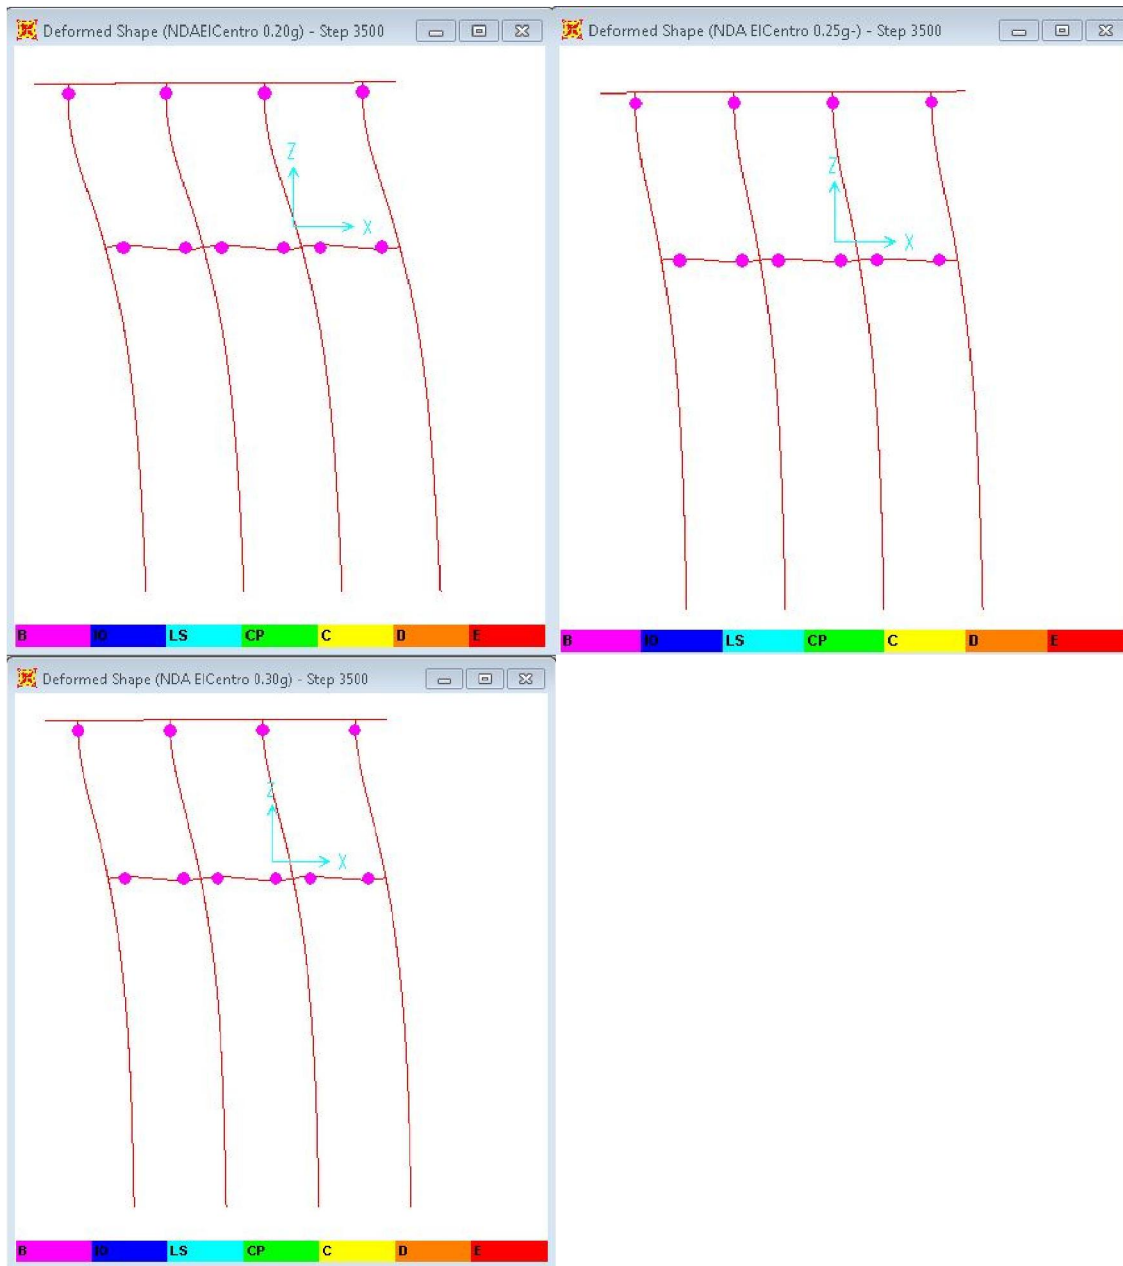 Deformed Shape (NDAElCentro 0.20g) - Step 3500
Z
X
B IO LS CP C D E
Deformed Shape (NDA ElCentro 0.25g-) - Step 3500
Z
X
B IO LS CP C D E
Deformed Shape (NDA ElCentro 0.30g) - Step 3500
Z
X
B IO LS CP C D E